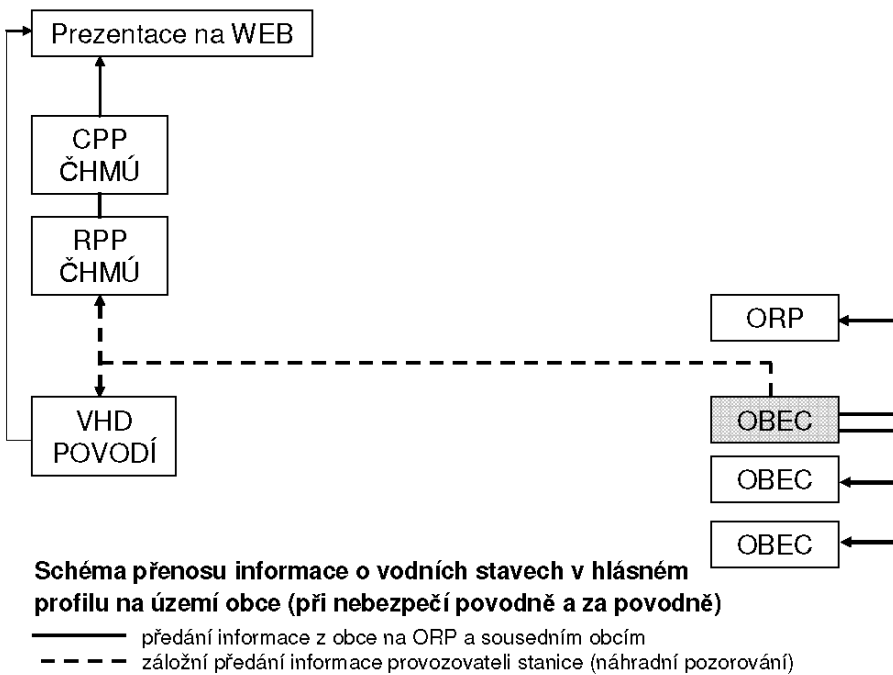 Prezentace na WEB
CPP
ČHMÚ
RPP
ČHMÚ
ORP
VHD
POVODÍ
OBEC
OBEC
OBEC
Schéma přenosu informace o vodních stavech v hlásném
profilu na území obce (při nebezpečí povodně a za povodně)
předání informace z obce na ORP a sousedním obcím
záložní předání informace provozovateli stanice (náhradní pozorování)